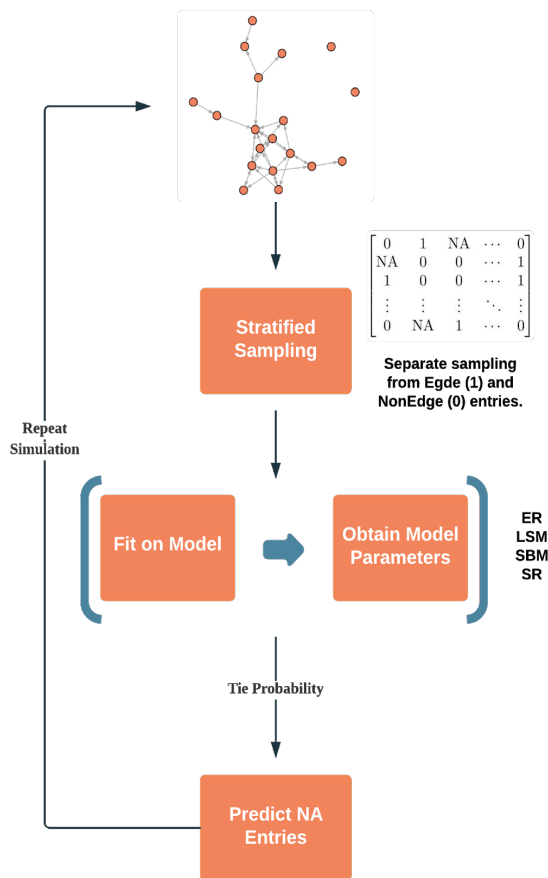 0 1 NA ⋯ 0
NA 0 0 ⋯ 1
1 0 0 ⋯ 1
⋮ ⋮ ⋮ ⋱ ⋮
0 NA 1 ⋯ 0
Stratified
Sampling
Separate sampling
from Egde (1) and
NonEdge (0) entries.
Repeat
Simulation
Fit on Model
Obtain Model
Parameters
ER
LSM
SBM
SR
Tie Probability
Predict NA
Entries